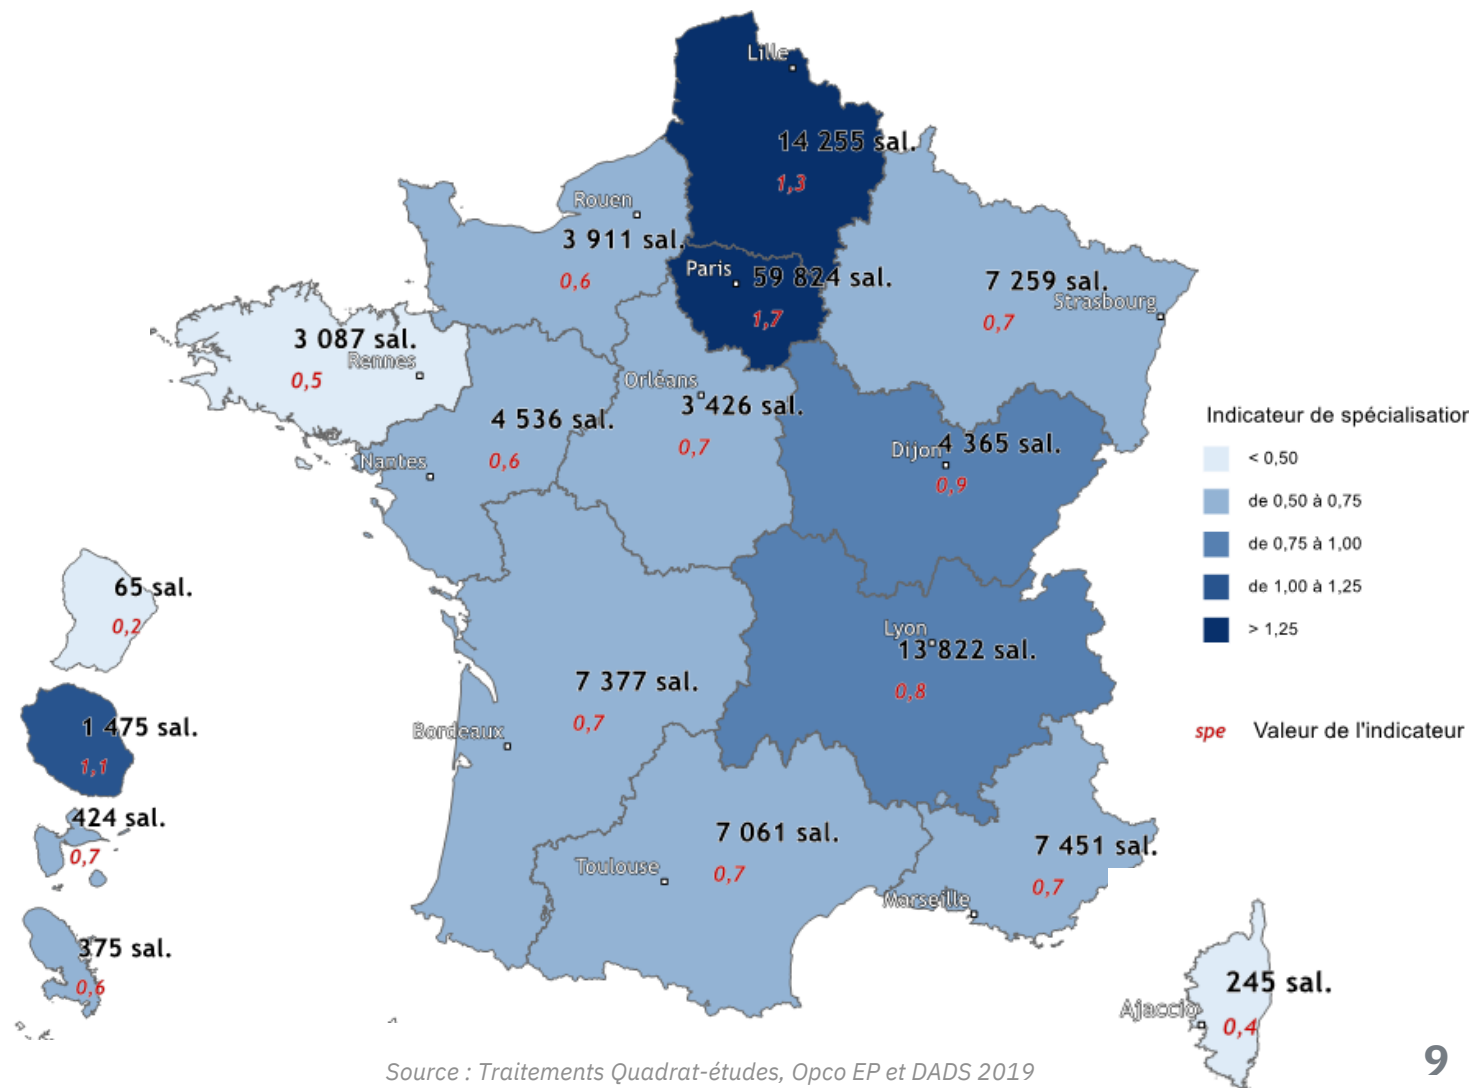 Lille
14 255 sal.
1,3
Rouen
3 911 sal.
0,6
Paris
59 824 sal.
1,7
7 259 sal.
Strasbourg
0,7
3 087 sal.
Rennes
0,5
Orléans
3 426 sal.
0,7
4 536 sal.
Nantes
0,6
Dijon
4 365 sal.
0,9
Indicateur de spécialisation
< 0,50
de 0,50 à 0,75
de 0,75 à 1,00
de 1,00 à 1,25
> 1,25
spe Valeur de l'indicateur
65 sal.
0,2
Lyon
13 822 sal.
0,8
7 377 sal.
0,7
Bordeaux
1 475 sal.
1,1
424 sal.
0,7
7 061 sal.
Toulouse
0,7
7 451 sal.
0,7
Marseille
375 sal.
0,6
245 sal.
Ajaccio
0,4
Source : Traitements Quadrat-études, Opco EP et DADS 2019
9